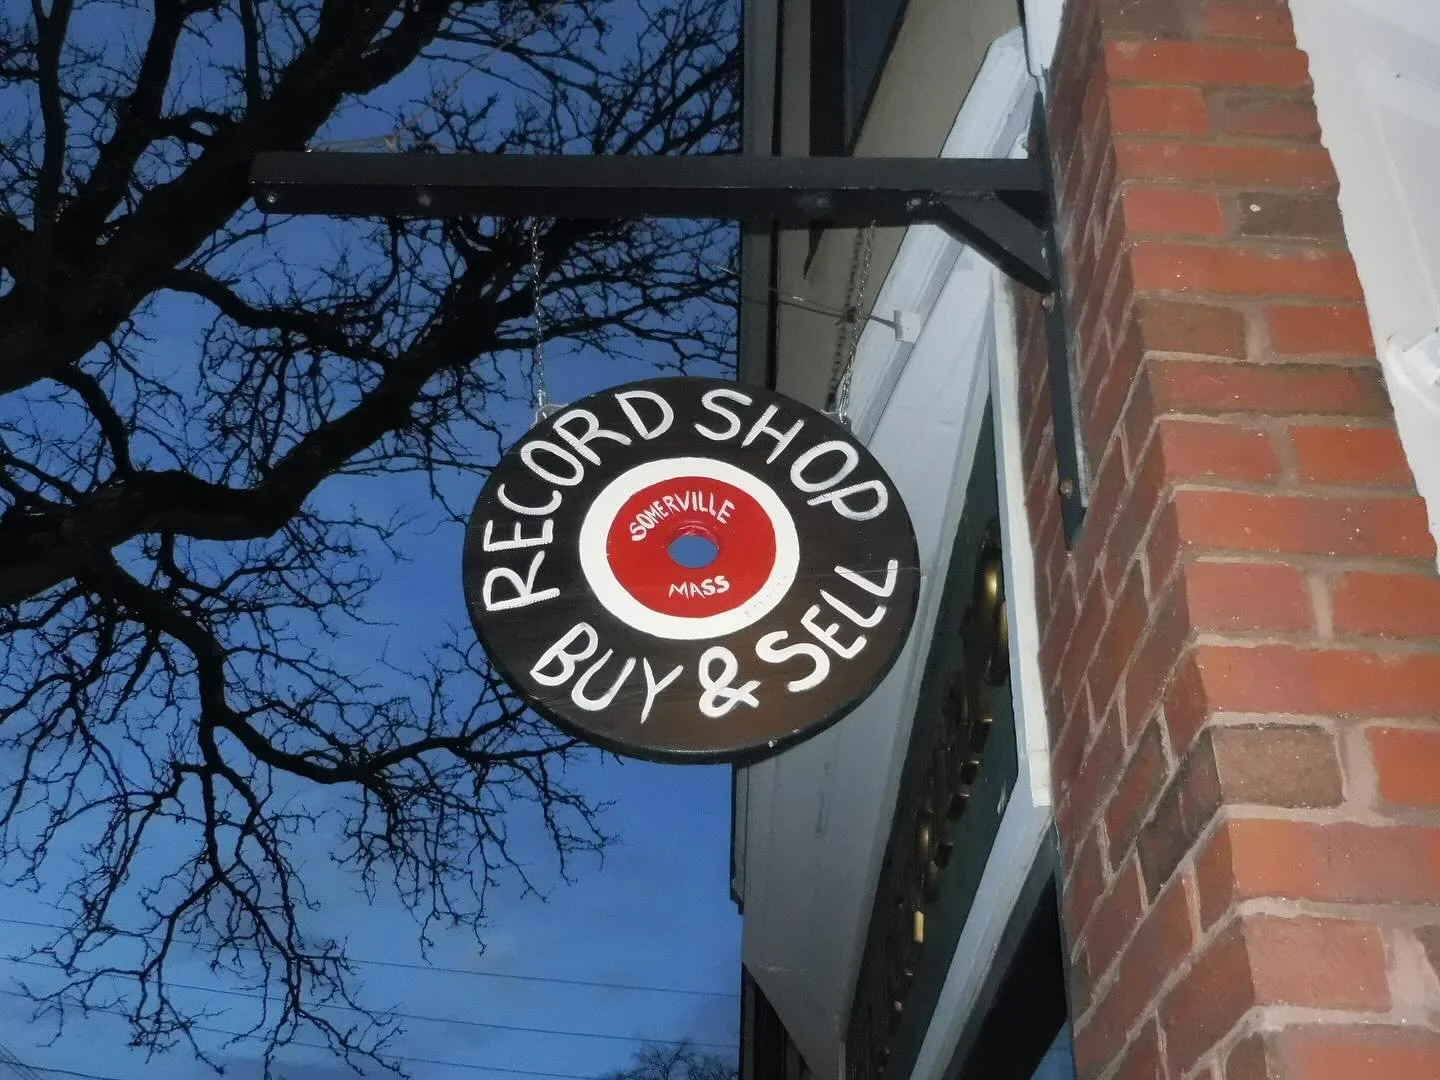 RECORD SHOP
SOMERVILLE
MASS
BUY & SELL